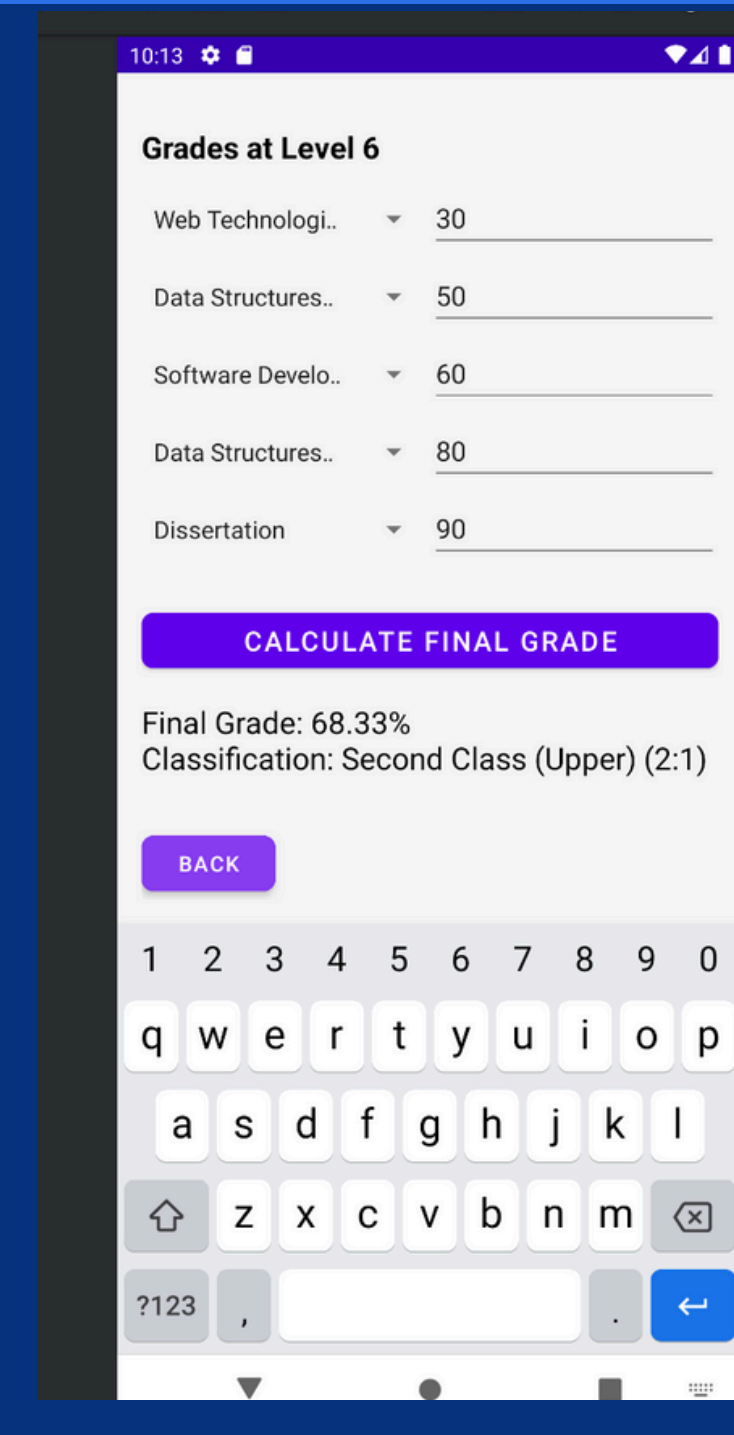 10:13
Grades at Level 6
Web Technologi.. 30
Data Structures.. 50
Software Develo.. 60
Data Structures.. 80
Dissertation 90
CALCULATE FINAL GRADE
Final Grade: 68.33%
Classification: Second Class (Upper) (2:1)
BACK
1 2 3 4 5 6 7 8 9 0
q w e r t y u i o p
a s d f g h j k l
z x c v b n m
?123 , .